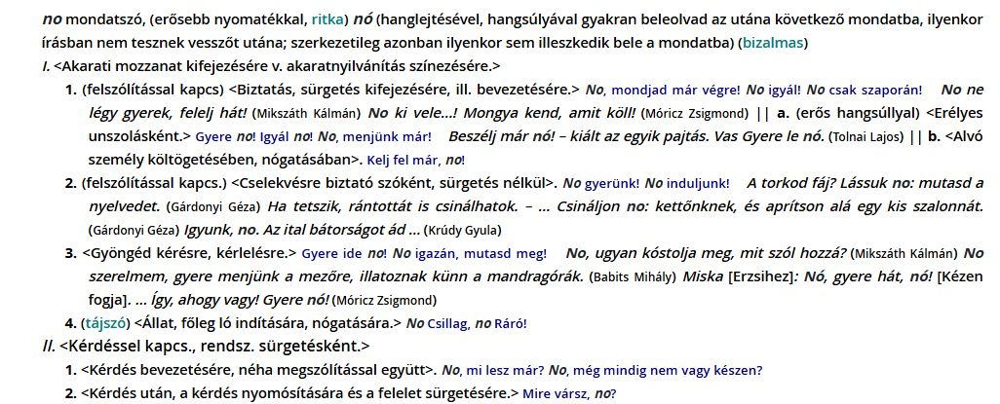 no mondatszó, (erősebb nyomatékkal, ritka) nó (hanglejtésével, hangsúlyával gyakran beleolvad az utána következő mondatba, ilyenkor
írásban nem tesznek vesszőt utána; szerkezetileg azonban ilyenkor sem illeszkedik bele a mondatba) (bizalmas)
I. <Akarati mozzanat kifejezésére v. akaratnyilvánítás színezésére.>
1. (felszólítással kapcs) <Biztatás, sürgetés kifejezésére, ill. bevezetésére.> No, mondjad már végre! No igyál! No csak szaporán! No ne
légy gyerek, felelj hát! (Mikszáth Kálmán) No ki vele…! Mongya kend, amit köll! (Móricz Zsigmond) || a. (erős hangsúllyal) <Erélyes
unszolásként.> Gyere no! Igyál no! No, menjünk már! Beszélj már nó! – kiált az egyik pajtás. Vas Gyere le nó. (Tolnai Lajos) || b. <Alvó
személy költögetésében, nógatásában>. Kelj fel már, no!
2. (felszólítással kapcs.) <Cselekvésre biztató szóként, sürgetés nélkül>. No gyerünk! No induljunk! A torkod fáj? Lássuk no: mutasd a
nyelvedet. (Gárdonyi Géza) Ha tetszik, rántottát is csinálhatok. – … Csináljon no: kettőnknek, és aprítson alá egy kis szalonnát.
(Gárdonyi Géza) Igyunk, no. Az ital bátorságot ád … (Krúdy Gyula)
3. <Gyöngéd kérésre, kérlelésre.> Gyere ide no! No igazán, mutasd meg! No, ugyan kóstolja meg, mit szól hozzá? (Mikszáth Kálmán) No
szerelmem, gyere menjünk a mezőre, illatoznak künn a mandragórák. (Babits Mihály) Miska [Erzsihez]: Nó, gyere hát, nó! [Kézen
fogja]. … Így, ahogy vagy! Gyere nó! (Móricz Zsigmond)
4. (tájszó) <Állat, főleg ló indítására, nógatására.> No Csillag, no Ráró!
II. <Kérdéssel kapcs., rendsz. sürgetésként.>
1. <Kérdés bevezetésére, néha megszólítással együtt>. No, mi lesz már? No, még mindig nem vagy készen?
2. <Kérdés után, a kérdés nyomósítására és a felelet sürgetésére.> Mire vársz, no?